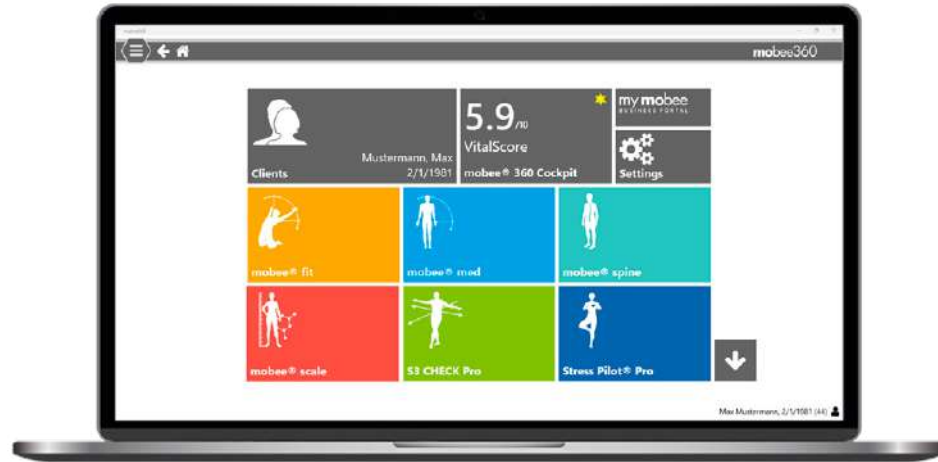 mobee360
mobee360
Clients
Mustermann, Max
2/1/1981
5.9/10
VitalScore
mobee® 360 Cockpit
my mobee
BUSINESS PORTAL
Settings
mobee® fit
mobee® med
mobee® spine
mobee® scale
S3 CHECK Pro
Stress Pilot® Pro
Max Mustermann, 2/1/1981 (44)